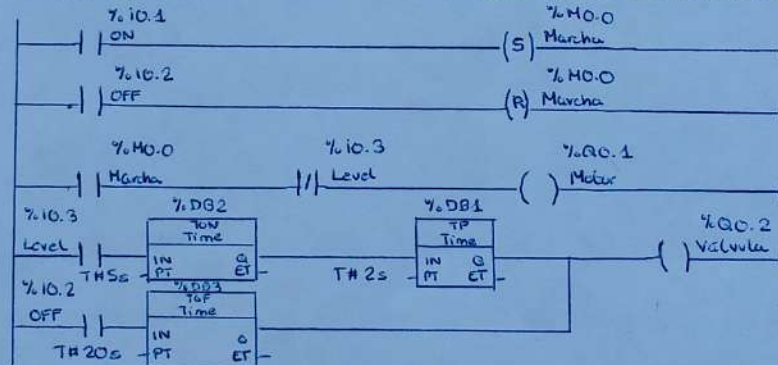 %i0.1 %M0.0
ON (S) Marcha
%i0.2 %M0.0
OFF (R) Marcha
%M0.0 %i0.3 %Q0.1
Marcha Level Motor
%i0.3 %DB2 %DB1 %Q0.2
Level TON Time TP Time Válvula
IN Q IN Q
T#5s PT ET T#2s PT ET
%i0.2 %DB3
OFF TOF
Time
IN Q
T#20s PT ET